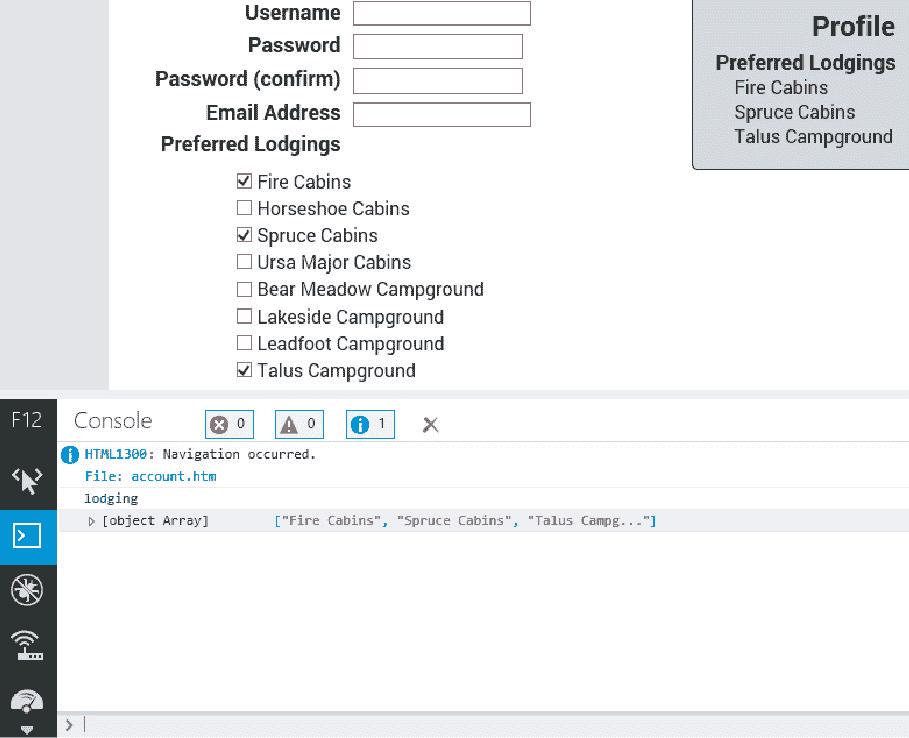 Username
Password
Password (confirm)
Email Address
Preferred Lodgings
Fire Cabins
Horseshoe Cabins
Spruce Cabins
Ursa Major Cabins
Bear Meadow Campground
Lakeside Campground
Leadfoot Campground
Talus Campground
Profile
Preferred Lodgings
Fire Cabins
Spruce Cabins
Talus Campground
F12 Console 0 0 1
HTML1300: Navigation occurred.
File: account.htm
lodging
[object Array] ["Fire Cabins", "Spruce Cabins", "Talus Campg..."]